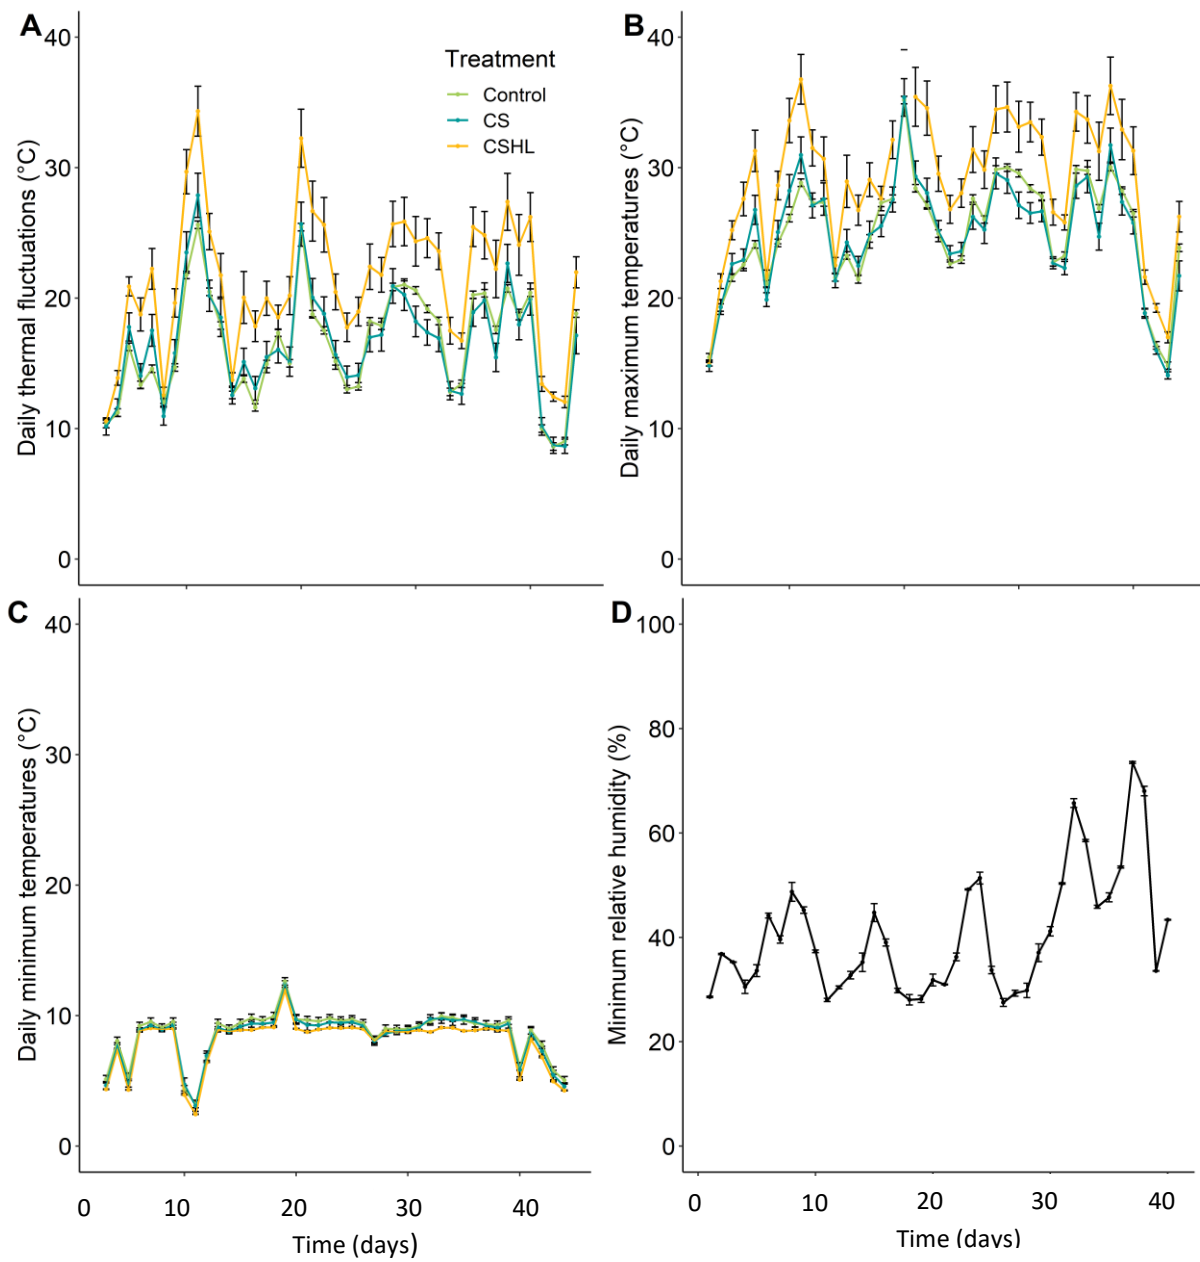 A
Daily thermal fluctuations (°C)
40
30
20
10
0
Treatment
Control
CS
CSHL
B
Daily maximum temperatures (°C)
40
30
20
10
0
C
Daily minimum temperatures (°C)
40
30
20
10
0
0 10 20 30 40
Time (days)
D
Minimum relative humidity (%)
100
80
60
40
20
0
0 10 20 30 40
Time (days)